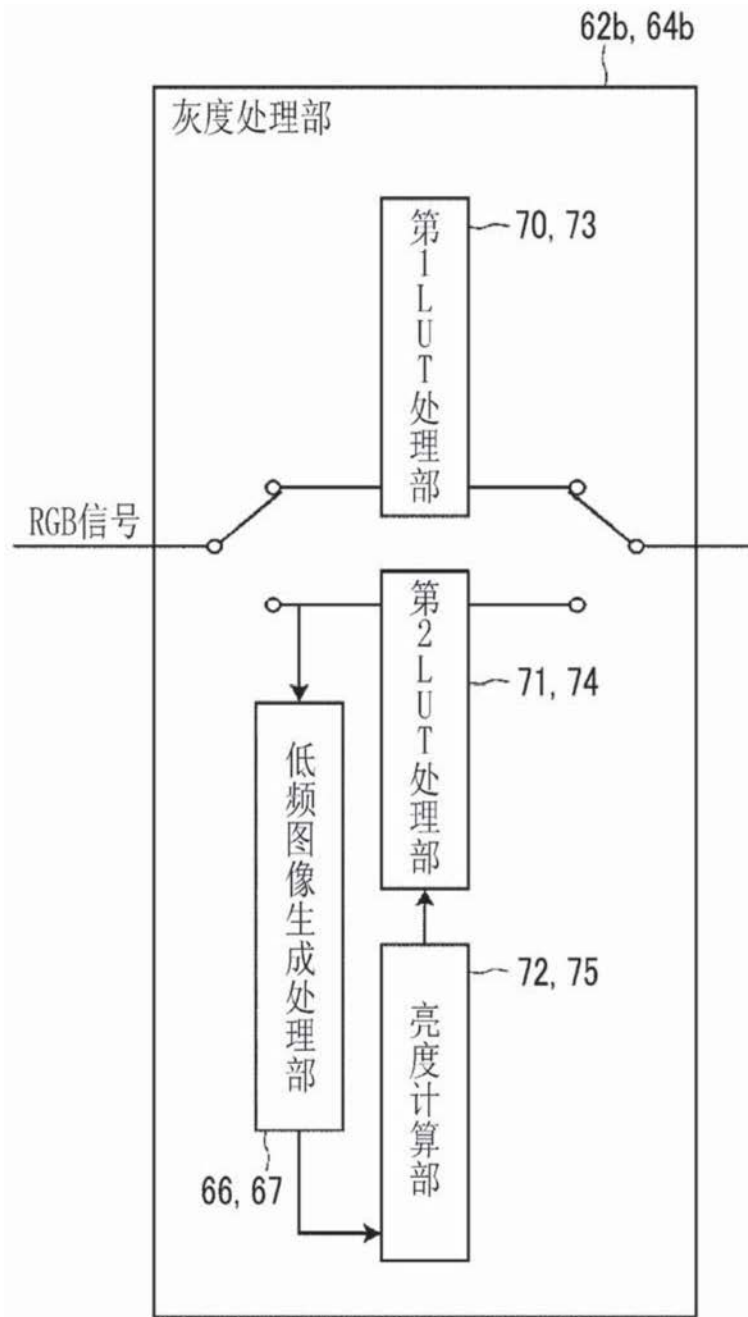 62b, 64b
灰度处理部
第1LUT处理部
70, 73
RGB信号
第2LUT处理部
71, 74
低频图像生成处理部
66, 67
亮度计算部
72, 75